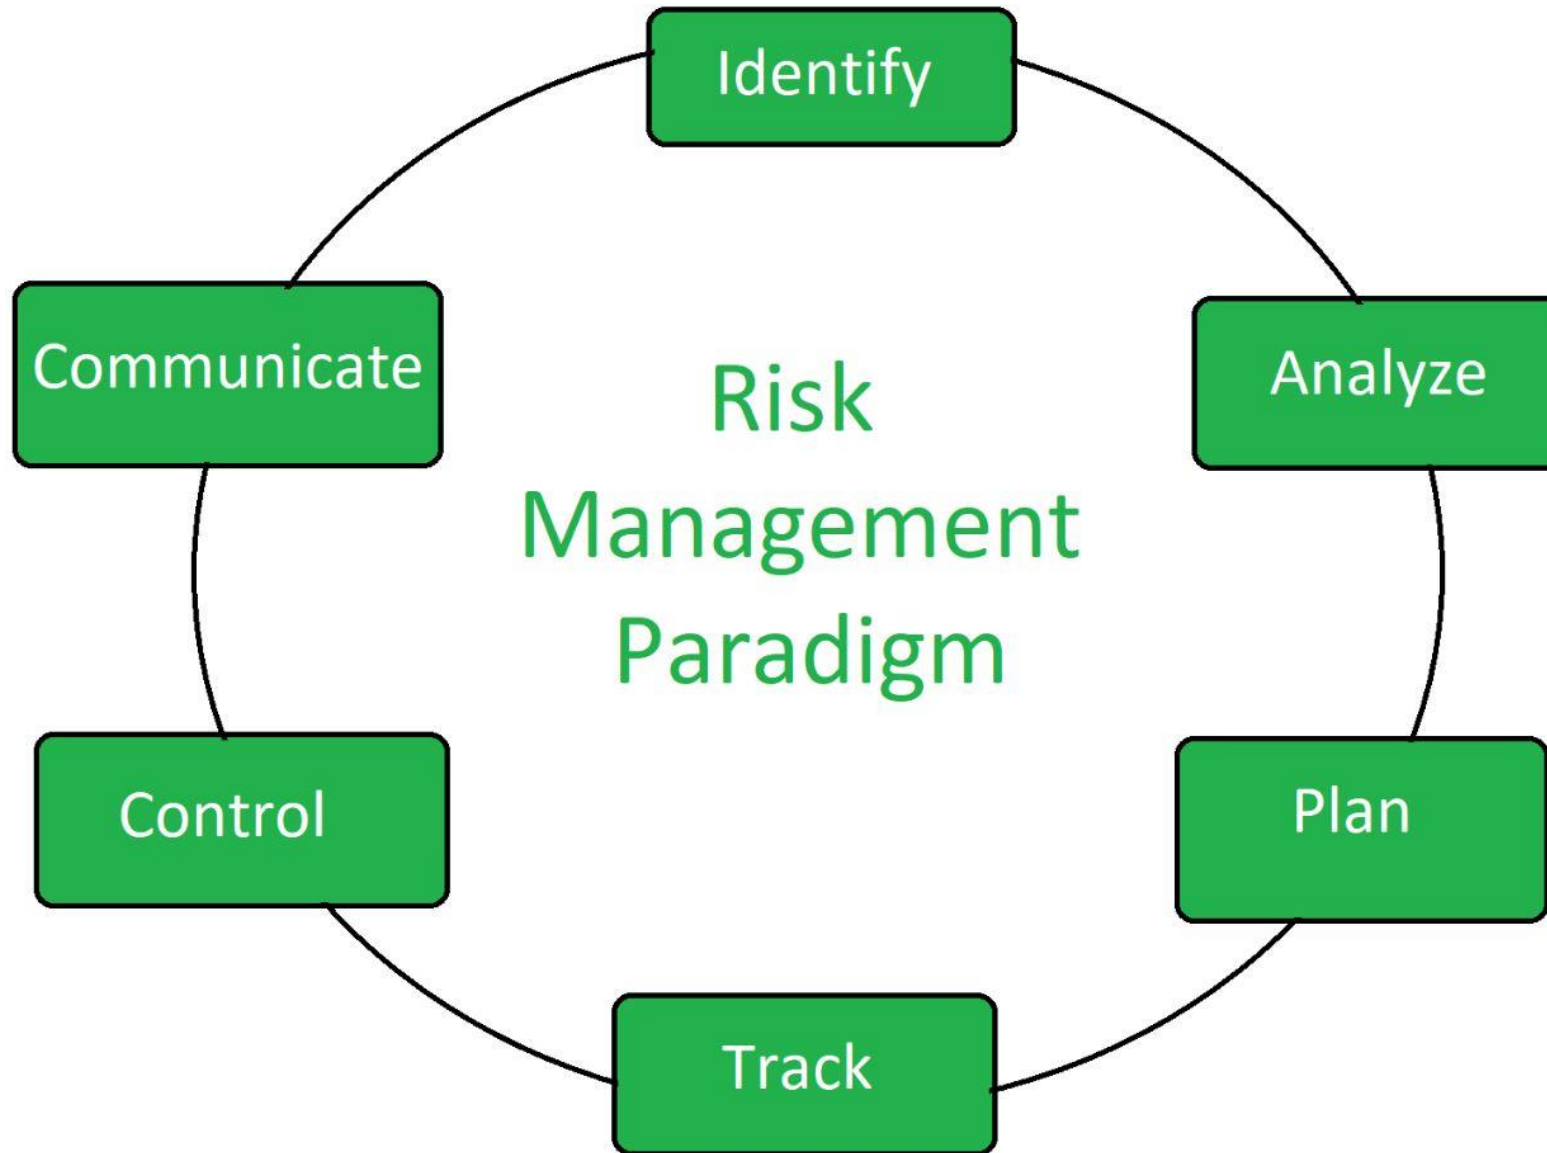 Identify
Communicate
Analyze
Risk
Management
Paradigm
Control
Plan
Track